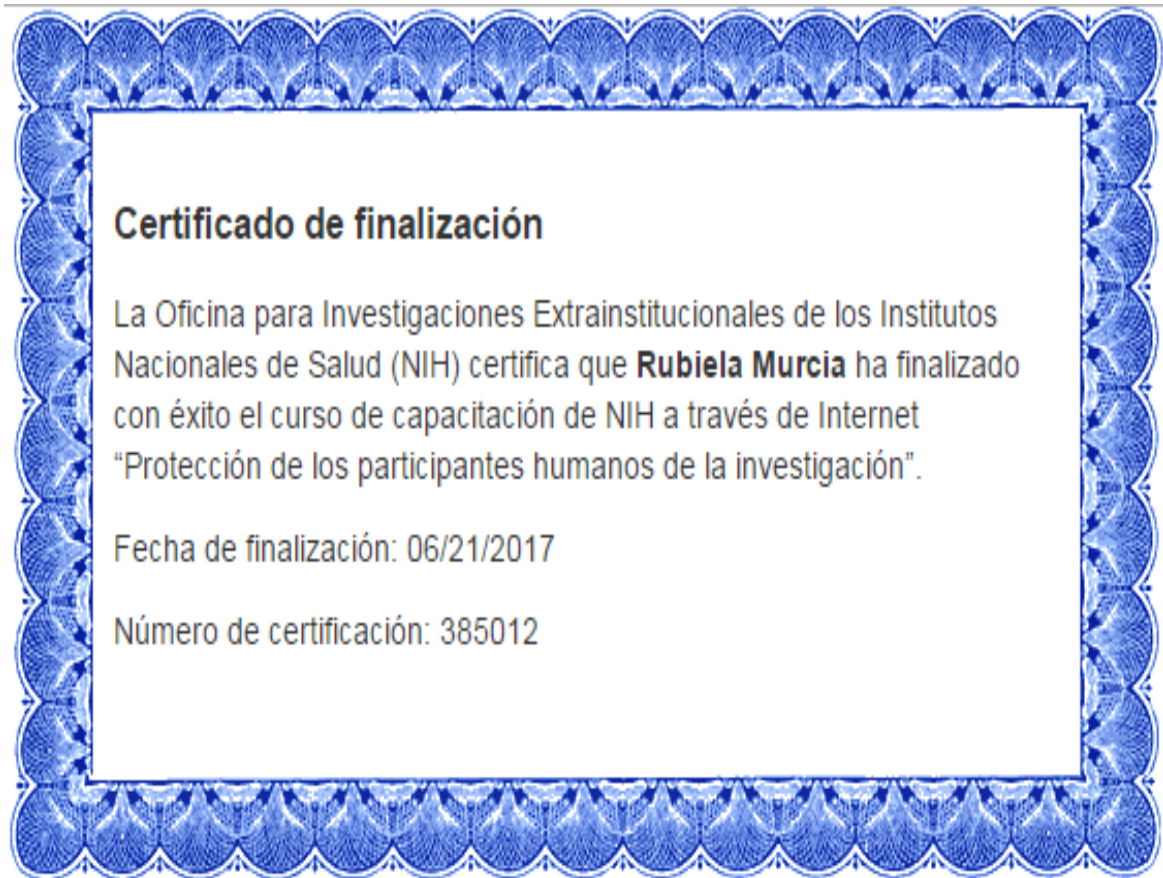 Certificado de finalización
La Oficina para Investigaciones Extrainstitucionales de los Institutos
Nacionales de Salud (NIH) certifica que Rubiela Murcia ha finalizado
con éxito el curso de capacitación de NIH a través de Internet
“Protección de los participantes humanos de la investigación”.
Fecha de finalización: 06/21/2017
Número de certificación: 385012